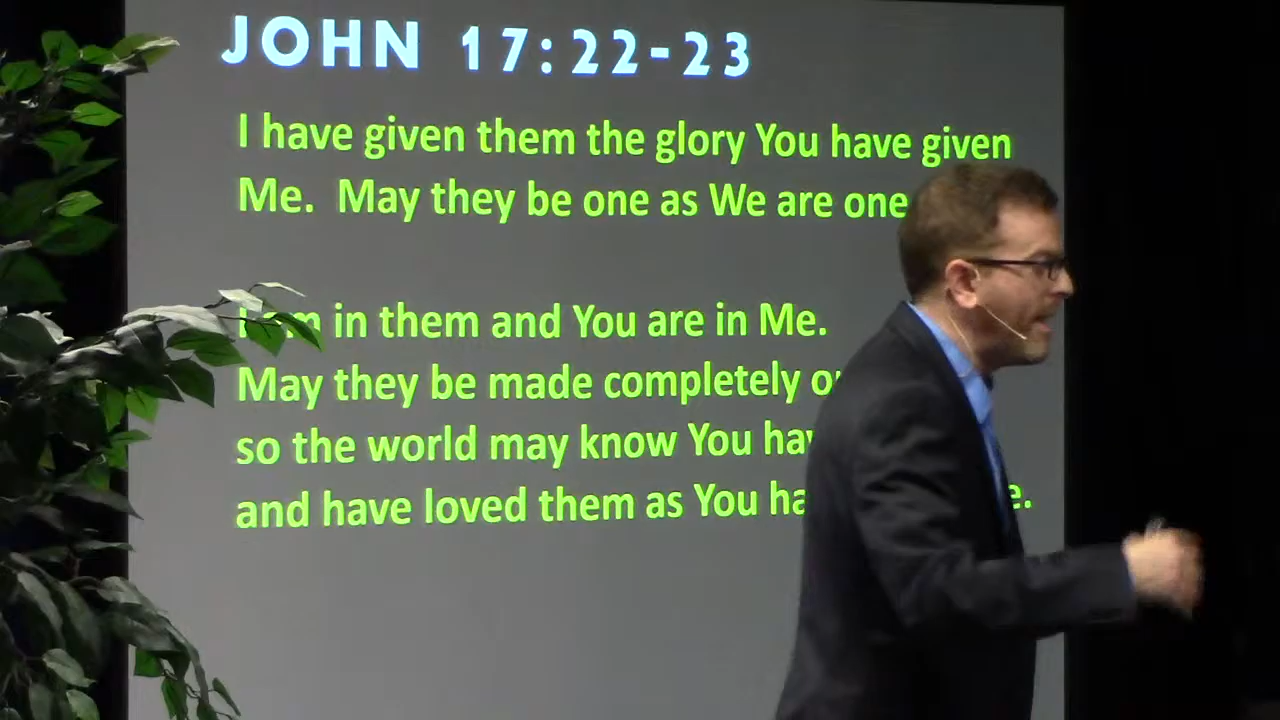 JOHN 17:22-23
I have given them the glory You have given
Me. May they be one as We are one
in them and You are in Me.
May they be made completely
so the world may know You
and have loved them as You